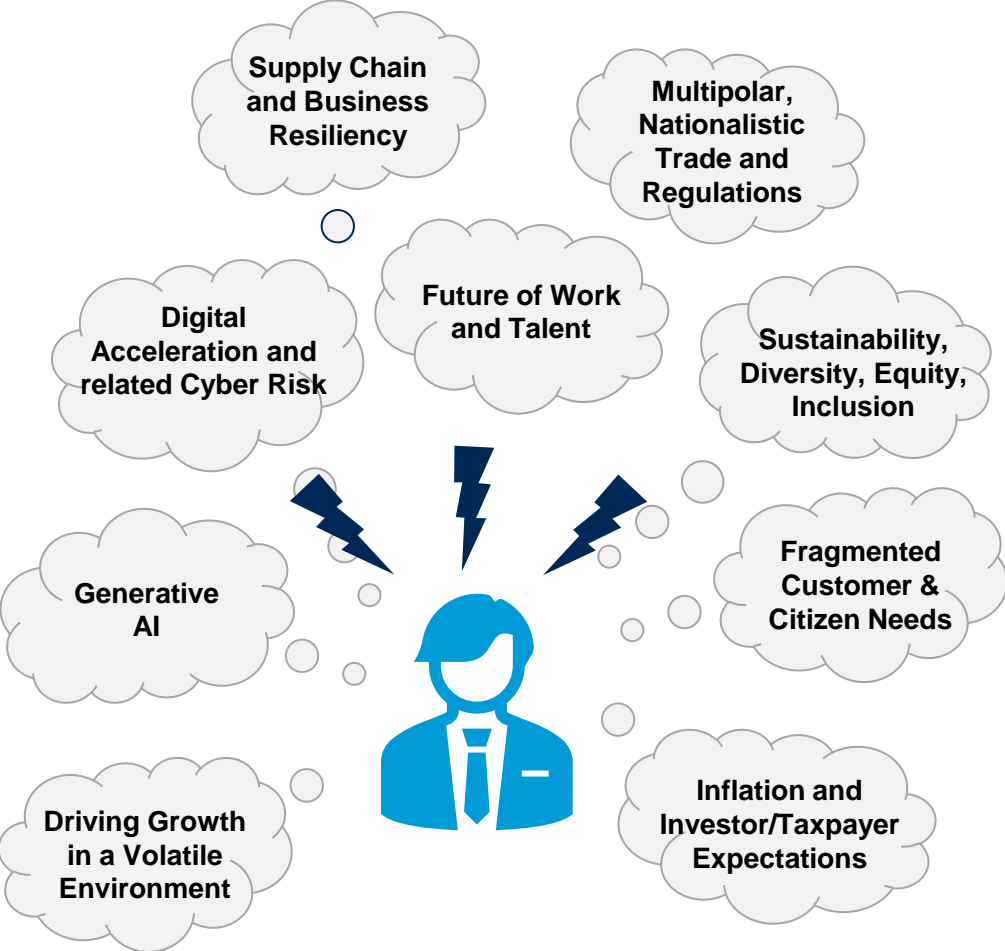 Supply Chain
and Business
Resiliency
Multipolar,
Nationalistic
Trade and
Regulations
Future of Work
and Talent
Digital
Acceleration and
related Cyber Risk
Sustainability,
Diversity, Equity,
Inclusion
Generative
AI
Fragmented
Customer &
Citizen Needs
Driving Growth
in a Volatile
Environment
Inflation and
Investor/Taxpayer
Expectations